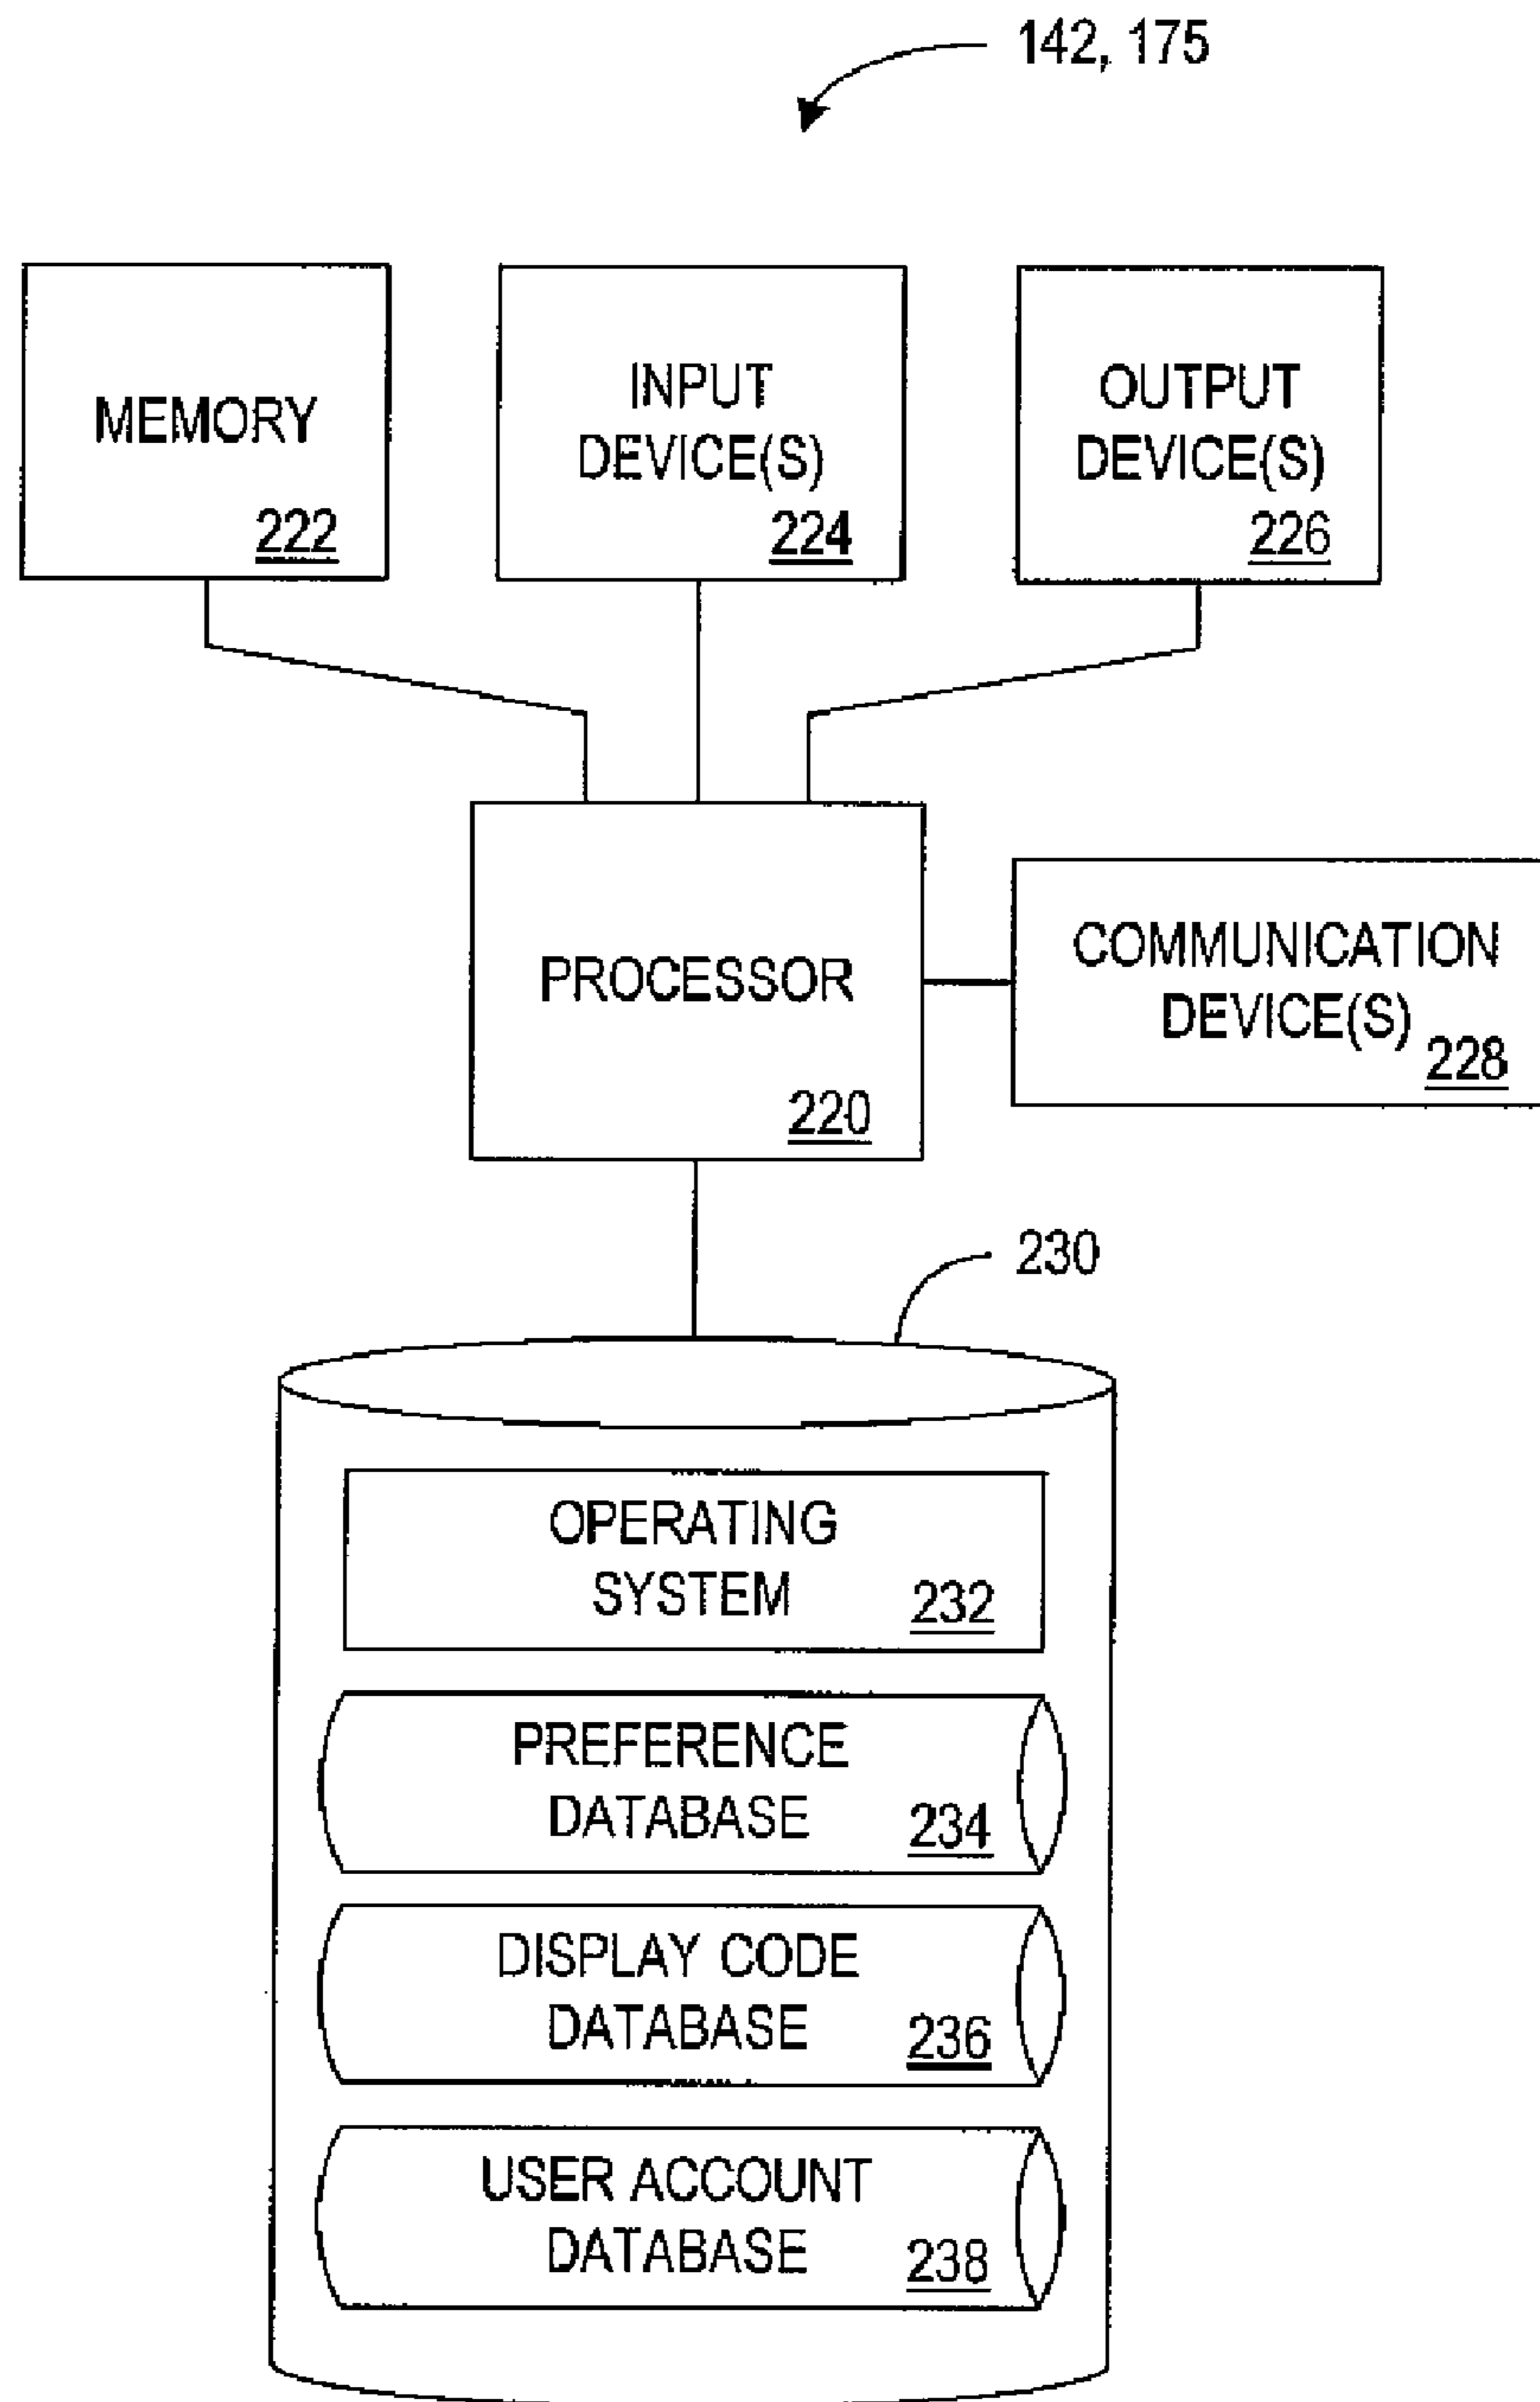 142, 175
MEMORY
222
INPUT
DEVICE(S)
224
OUTPUT
DEVICE(S)
226
PROCESSOR
220
COMMUNICATION
DEVICE(S)
228
230
OPERATING
SYSTEM
232
PREFERENCE
DATABASE
234
DISPLAY CODE
DATABASE
236
USER ACCOUNT
DATABASE
238